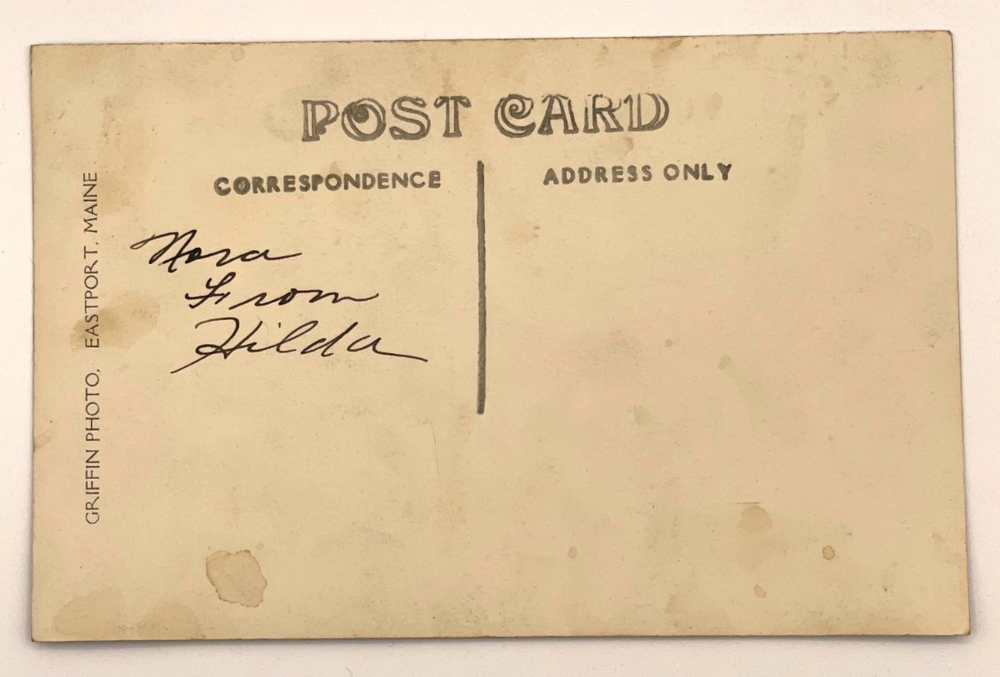 POST CARD
CORRESPONDENCE
ADDRESS ONLY
Nora
From
Hilda
GRIFFIN PHOTO, EASTPORT, MAINE